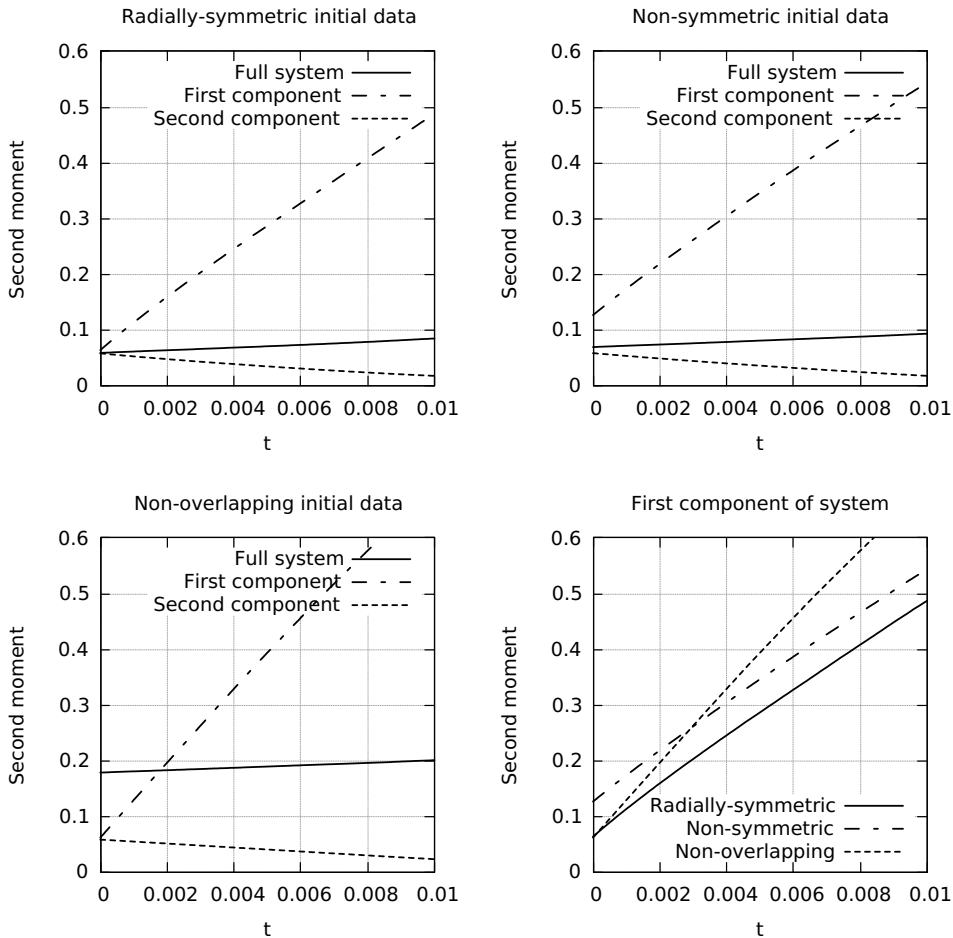 Radially-symmetric initial data
0.6
0.5
0.4
0.3
0.2
0.1
0
Second moment
Full system
First component
Second component
0 0.002 0.004 0.006 0.008 0.01
t
Non-symmetric initial data
0.6
0.5
0.4
0.3
0.2
0.1
0
Second moment
Full system
First component
Second component
0 0.002 0.004 0.006 0.008 0.01
t
Non-overlapping initial data
0.6
0.5
0.4
0.3
0.2
0.1
0
Second moment
Full system
First component
Second component
0 0.002 0.004 0.006 0.008 0.01
t
First component of system
0.6
0.5
0.4
0.3
0.2
0.1
0
Second moment
Radially-symmetric
Non-symmetric
Non-overlapping
0 0.002 0.004 0.006 0.008 0.01
t